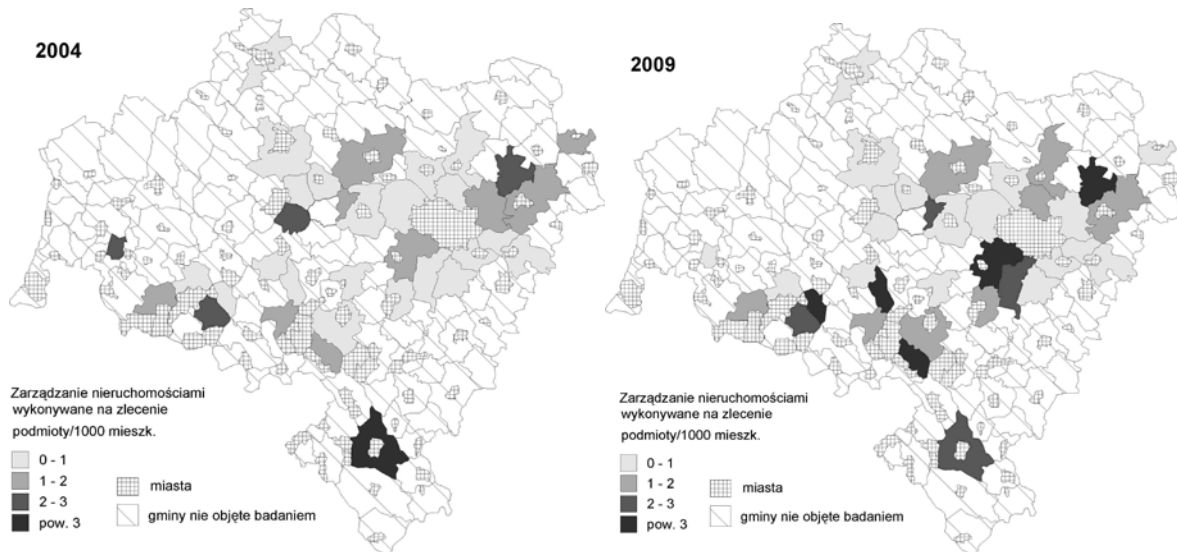 2004
Zarządzanie nieruchomościami
wykonywane na zlecenie
podmioty/1000 mieszk.
0 - 1
1 - 2
2 - 3
pow. 3
miasta
gminy nie objęte badaniem
2009
Zarządzanie nieruchomościami
wykonywane na zlecenie
podmioty/1000 mieszk.
0 - 1
1 - 2
2 - 3
pow. 3
miasta
gminy nie objęte badaniem